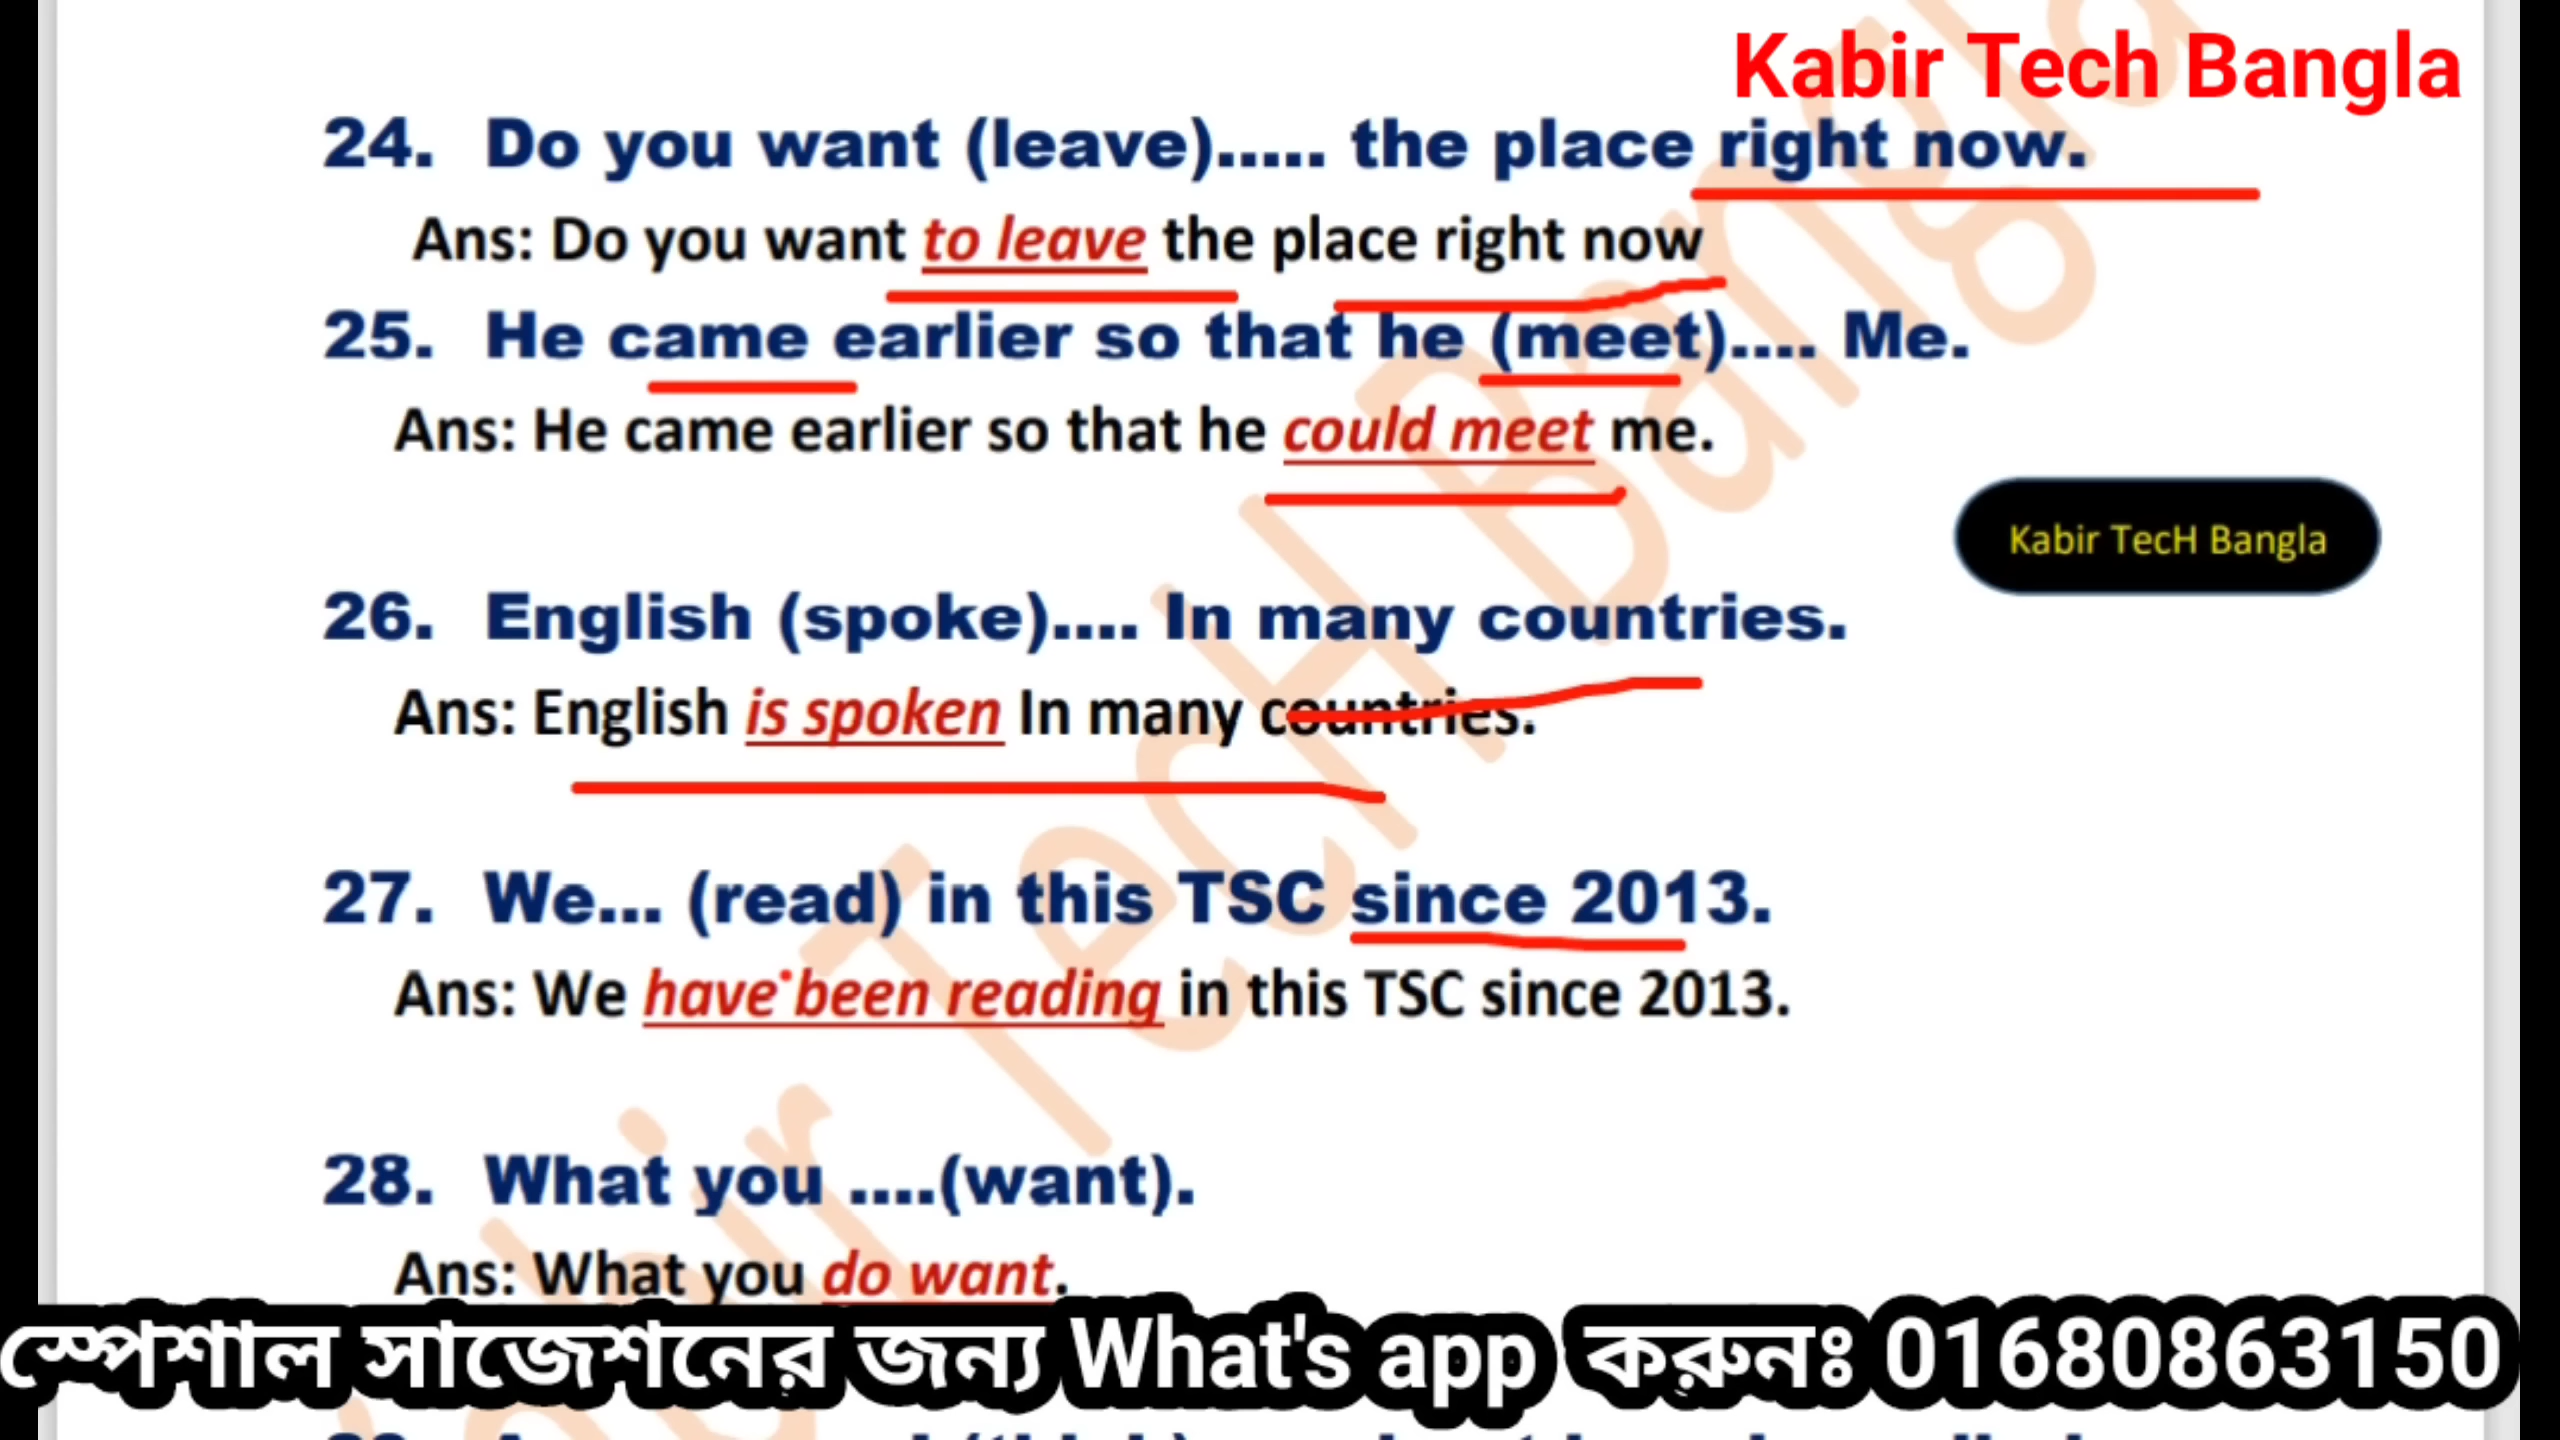 Kabir Tech Bangla
24. Do you want (leave)..... the place right now.
Ans: Do you want to leave the place right now
25. He came earlier so that he (meet).... Me.
Ans: He came earlier so that he could meet me.
Kabir TecH Bangla
26. English (spoke).... In many countries.
Ans: English is spoken In many countries.
27. We... (read) in this TSC since 2013.
Ans: We have been reading in this TSC since 2013.
28. What you ....(want).
Ans: What you do want.
স্পেশাল সাজেশনের জন্য What's app করুনঃ 01680863150